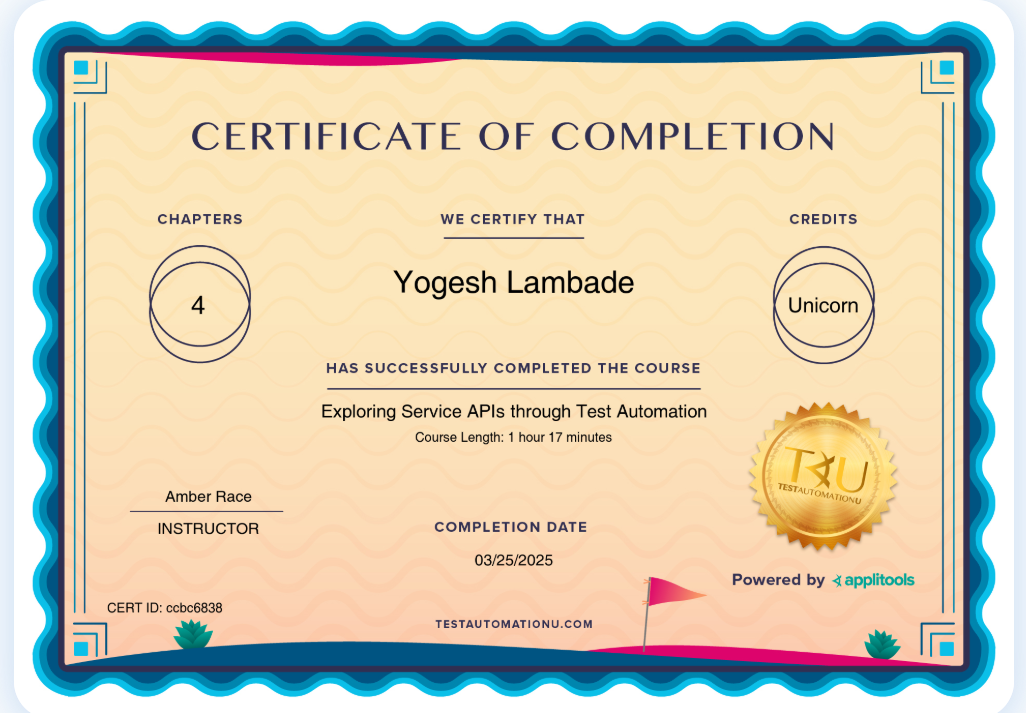 CERTIFICATE OF COMPLETION
CHAPTERS
4
WE CERTIFY THAT
Yogesh Lambade
CREDITS
Unicorn
HAS SUCCESSFULLY COMPLETED THE COURSE
Exploring Service APIs through Test Automation
Course Length: 1 hour 17 minutes
Amber Race
INSTRUCTOR
COMPLETION DATE
03/25/2025
TAU
TESTAUTOMATIONU
Powered by applitools
CERT ID: ccbc6838
TESTAUTOMATIONU.COM